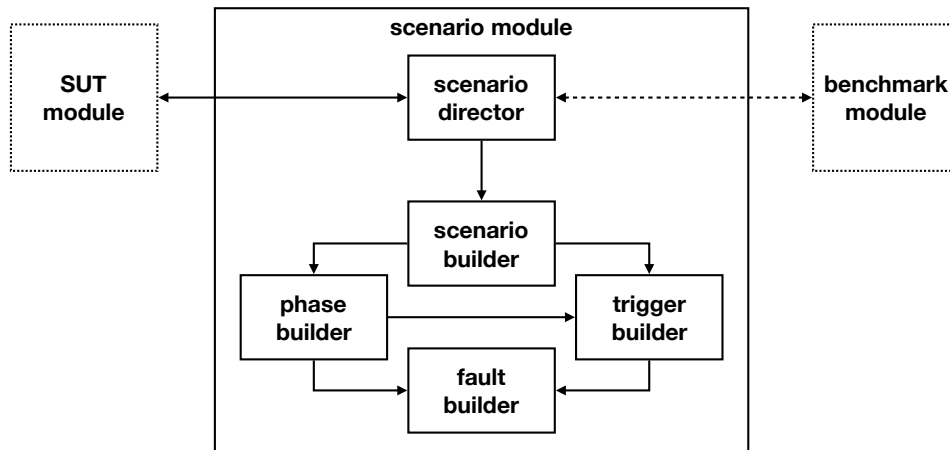 scenario module
SUT
module
scenario
director
benchmark
module
scenario
builder
phase
builder
trigger
builder
fault
builder